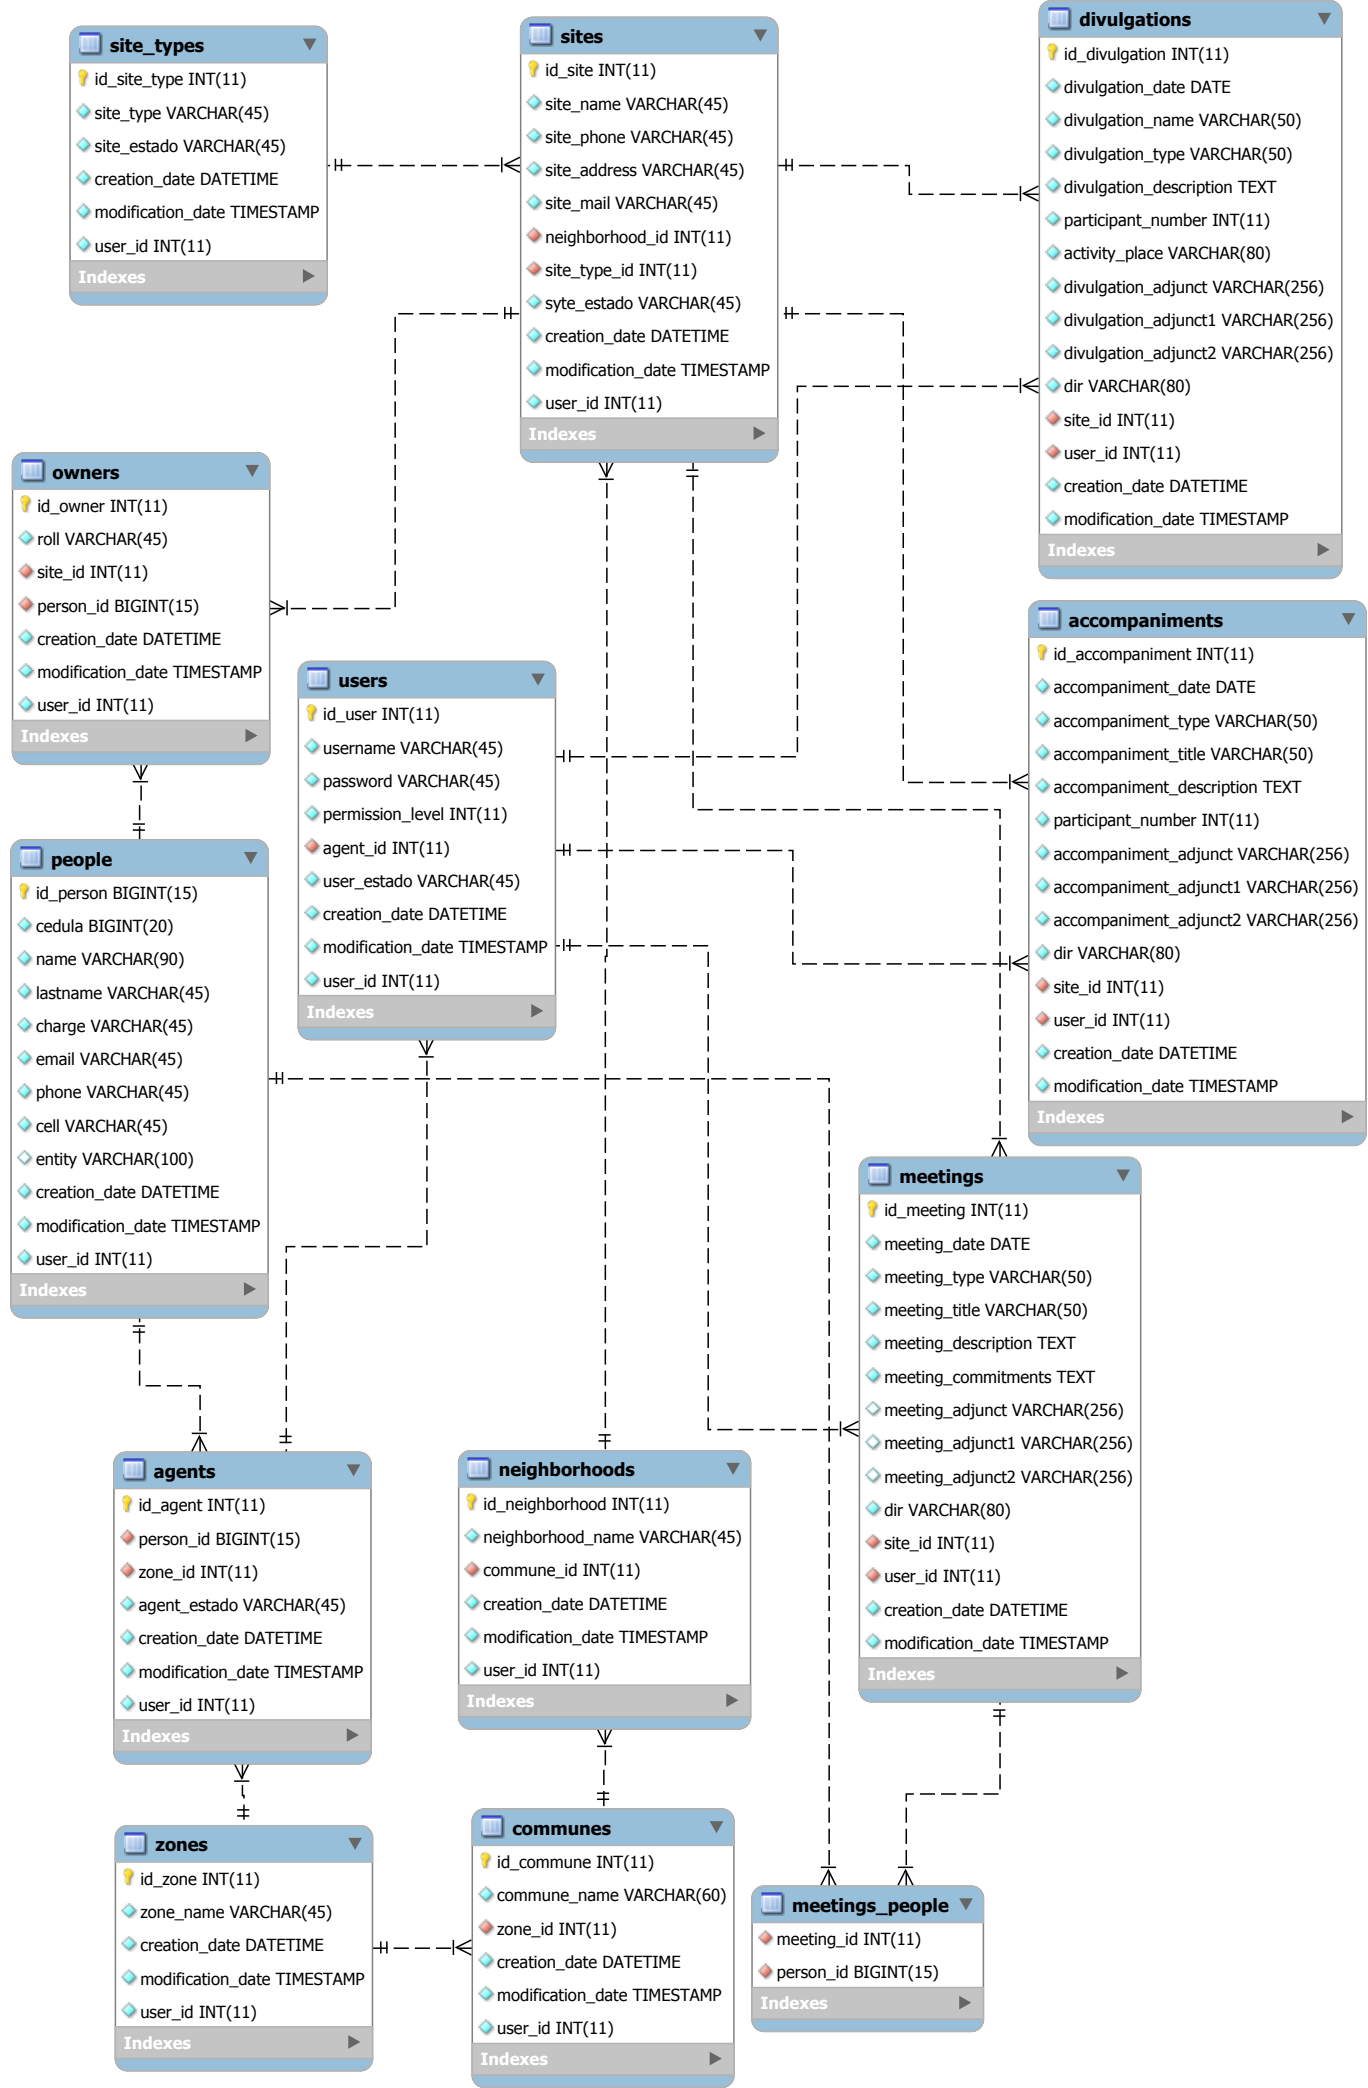 site_types
id_site_type INT(11)
site_type VARCHAR(45)
site_estado VARCHAR(45)
creation_date DATETIME
modification_date TIMESTAMP
user_id INT(11)
Indexes
sites
id_site INT(11)
site_name VARCHAR(45)
site_phone VARCHAR(45)
site_address VARCHAR(45)
site_mail VARCHAR(45)
neighborhood_id INT(11)
site_type_id INT(11)
syte_estado VARCHAR(45)
creation_date DATETIME
modification_date TIMESTAMP
user_id INT(11)
Indexes
divulgations
id_divulgation INT(11)
divulgation_date DATE
divulgation_name VARCHAR(50)
divulgation_type VARCHAR(50)
divulgation_description TEXT
participant_number INT(11)
activity_place VARCHAR(80)
divulgation_adjunct VARCHAR(256)
divulgation_adjunct1 VARCHAR(256)
divulgation_adjunct2 VARCHAR(256)
dir VARCHAR(80)
site_id INT(11)
user_id INT(11)
creation_date DATETIME
modification_date TIMESTAMP
Indexes
owners
id_owner INT(11)
roll VARCHAR(45)
site_id INT(11)
person_id BIGINT(15)
creation_date DATETIME
modification_date TIMESTAMP
user_id INT(11)
Indexes
users
id_user INT(11)
username VARCHAR(45)
password VARCHAR(45)
permission_level INT(11)
agent_id INT(11)
user_estado VARCHAR(45)
creation_date DATETIME
modification_date TIMESTAMP
user_id INT(11)
Indexes
accompaniments
id_accompaniment INT(11)
accompaniment_date DATE
accompaniment_type VARCHAR(50)
accompaniment_title VARCHAR(50)
accompaniment_description TEXT
participant_number INT(11)
accompaniment_adjunct VARCHAR(256)
accompaniment_adjunct1 VARCHAR(256)
accompaniment_adjunct2 VARCHAR(256)
dir VARCHAR(80)
site_id INT(11)
user_id INT(11)
creation_date DATETIME
modification_date TIMESTAMP
Indexes
people
id_person BIGINT(15)
cedula BIGINT(20)
name VARCHAR(90)
lastname VARCHAR(45)
charge VARCHAR(45)
email VARCHAR(45)
phone VARCHAR(45)
cell VARCHAR(45)
entity VARCHAR(100)
creation_date DATETIME
modification_date TIMESTAMP
user_id INT(11)
Indexes
meetings
id_meeting INT(11)
meeting_date DATE
meeting_type VARCHAR(50)
meeting_title VARCHAR(50)
meeting_description TEXT
meeting_commitments TEXT
meeting_adjunct VARCHAR(256)
meeting_adjunct1 VARCHAR(256)
meeting_adjunct2 VARCHAR(256)
dir VARCHAR(80)
site_id INT(11)
user_id INT(11)
creation_date DATETIME
modification_date TIMESTAMP
Indexes
agents
id_agent INT(11)
person_id BIGINT(15)
zone_id INT(11)
agent_estado VARCHAR(45)
creation_date DATETIME
modification_date TIMESTAMP
user_id INT(11)
Indexes
neighborhoods
id_neighborhood INT(11)
neighborhood_name VARCHAR(45)
commune_id INT(11)
creation_date DATETIME
modification_date TIMESTAMP
user_id INT(11)
Indexes
zones
id_zone INT(11)
zone_name VARCHAR(45)
creation_date DATETIME
modification_date TIMESTAMP
user_id INT(11)
Indexes
communes
id_commune INT(11)
commune_name VARCHAR(60)
zone_id INT(11)
creation_date DATETIME
modification_date TIMESTAMP
user_id INT(11)
Indexes
meetings_people
meeting_id INT(11)
person_id BIGINT(15)
Indexes